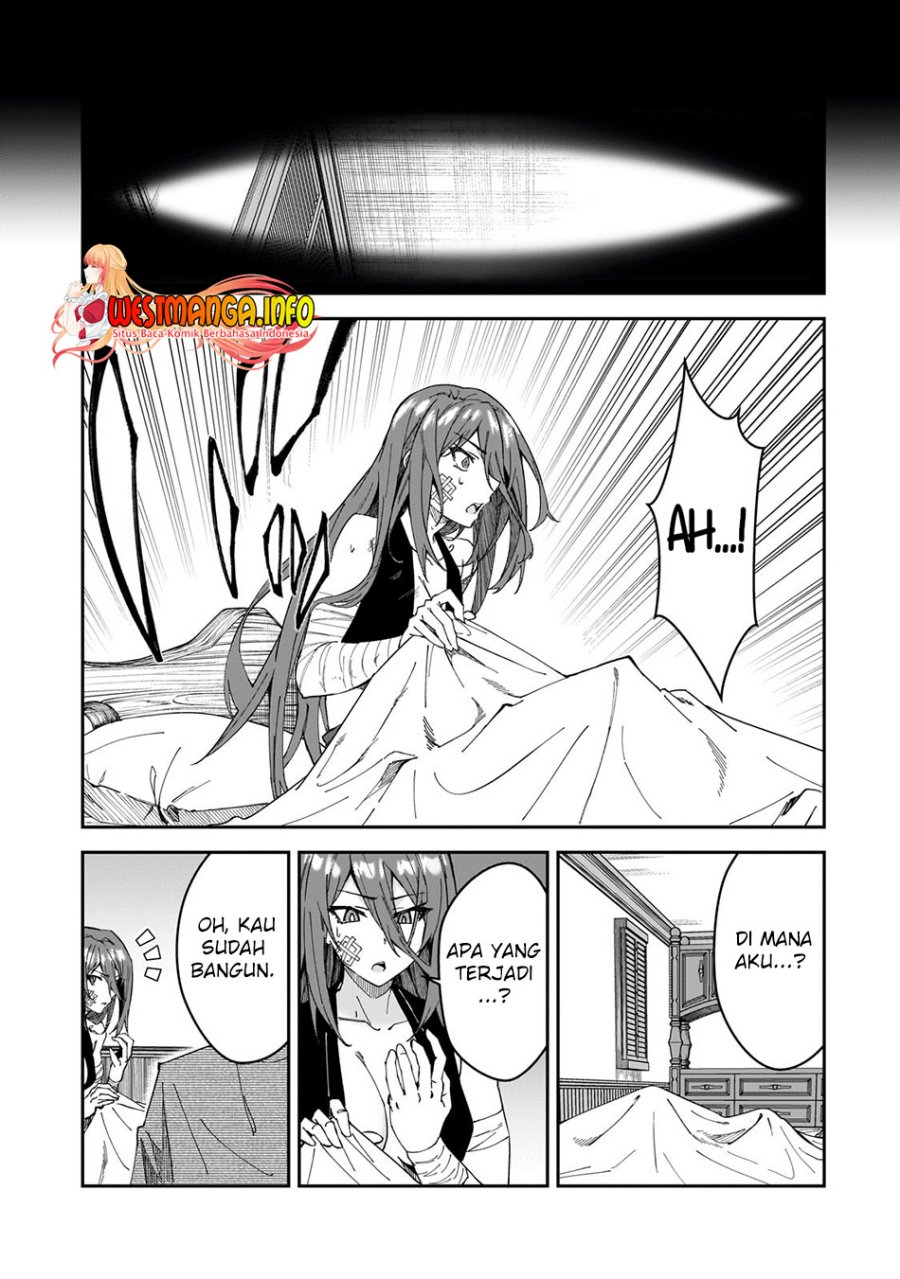 WESTMANGA.INFO
Situs Baca Komik Berbahasa Indonesia
AH...!
DI MANA
AKU...?
APA YANG
TERJADI
...?
OH, KAU
SUDAH
BANGUN.